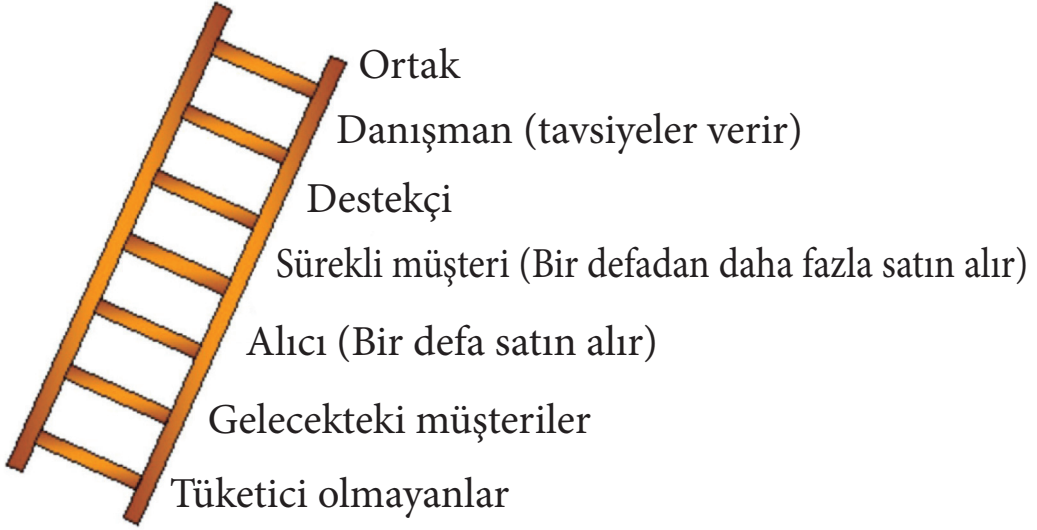 Ortak
Danışman (tavsiyeler verir)
Destekçi
Sürekli müşteri (Bir defadan daha fazla satın alır)
Alıcı (Bir defa satın alır)
Gelecekteki müşteriler
Tüketici olmayanlar